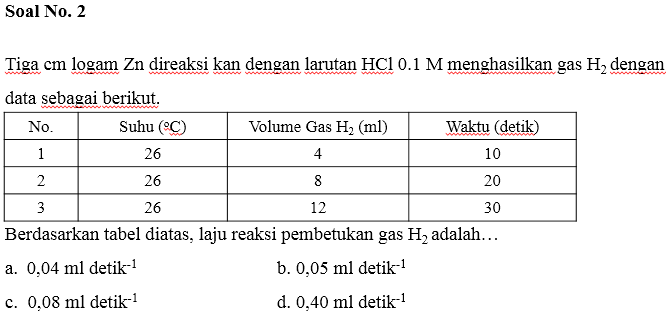 Soal No. 2
Tiga cm logam Zn direaksi kan dengan larutan HCl 0.1 M menghasilkan gas H₂ dengan
data sebagai berikut.
No. Suhu (ºC) Volume Gas H₂ (ml) Waktu (detik)
1 26 4 10
2 26 8 20
3 26 12 30
Berdasarkan tabel diatas, laju reaksi pembetukan gas H₂ adalah…
a. 0,04 ml detik⁻¹ b. 0,05 ml detik⁻¹
c. 0,08 ml detik⁻¹ d. 0,40 ml detik⁻¹